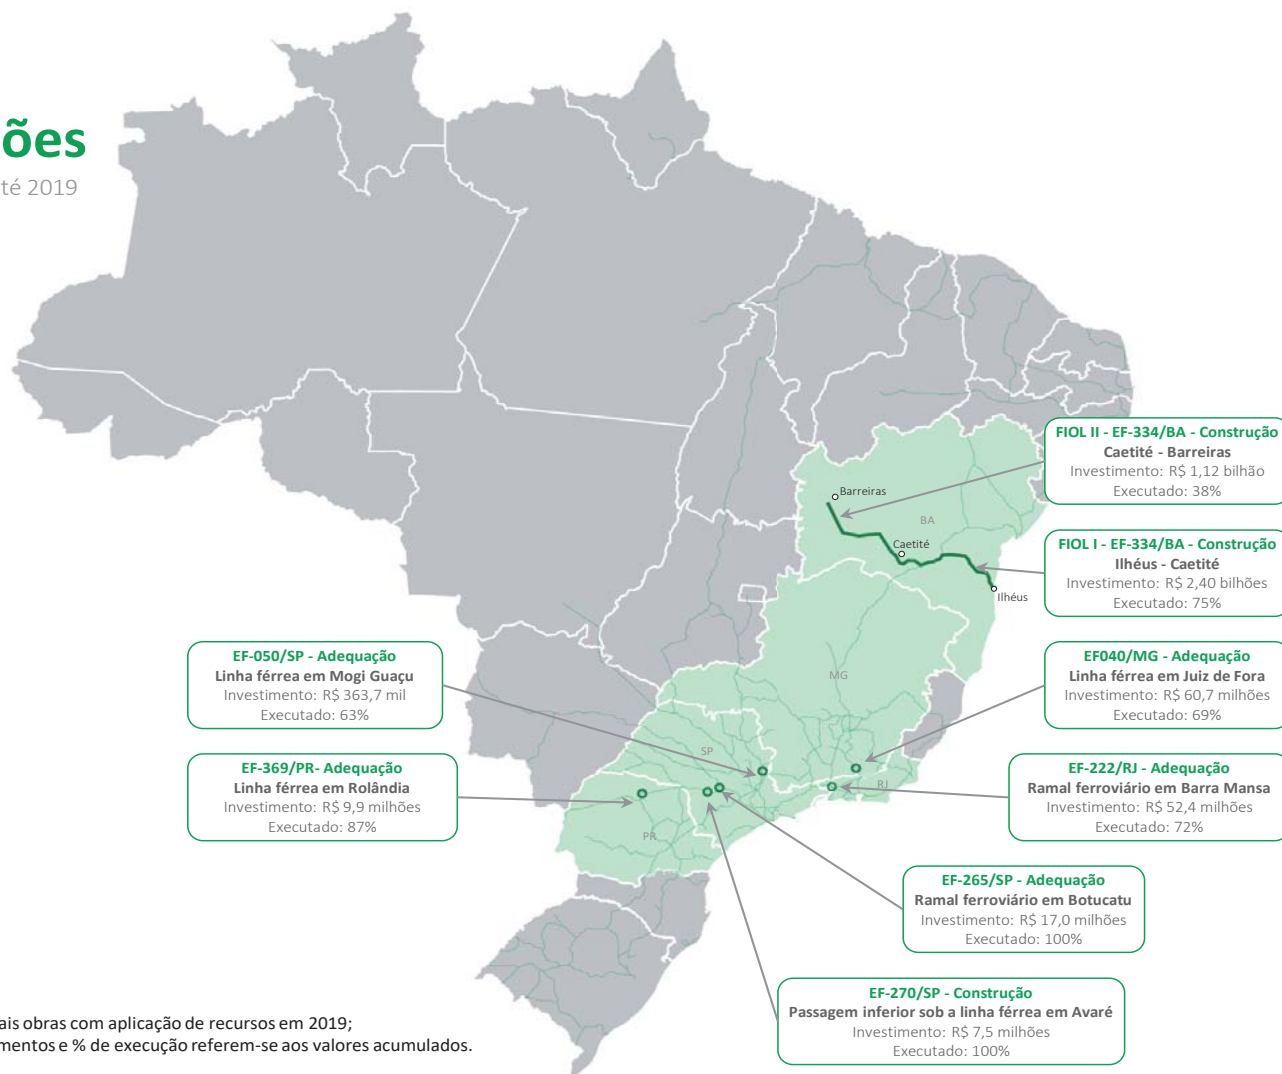 ões
té 2019
FIOL II - EF-334/BA - Construção
Caetité - Barreiras
Investimento: R$ 1,12 bilhão
Executado: 38%
Barreiras
BA
Caetité
FIOL I - EF-334/BA - Construção
Ilhéus - Caetité
Investimento: R$ 2,40 bilhões
Executado: 75%
Ilhéus
EF-050/SP - Adequação
Linha férrea em Mogi Guaçu
Investimento: R$ 363,7 mil
Executado: 63%
MG
EF040/MG - Adequação
Linha férrea em Juiz de Fora
Investimento: R$ 60,7 milhões
Executado: 69%
SP
EF-369/PR- Adequação
Linha férrea em Rolândia
Investimento: R$ 9,9 milhões
Executado: 87%
RJ
EF-222/RJ - Adequação
Ramal ferroviário em Barra Mansa
Investimento: R$ 52,4 milhões
Executado: 72%
PR
EF-265/SP - Adequação
Ramal ferroviário em Botucatu
Investimento: R$ 17,0 milhões
Executado: 100%
EF-270/SP - Construção
Passagem inferior sob a linha férrea em Avaré
Investimento: R$ 7,5 milhões
Executado: 100%
ais obras com aplicação de recursos em 2019;
mentos e % de execução referem-se aos valores acumulados.